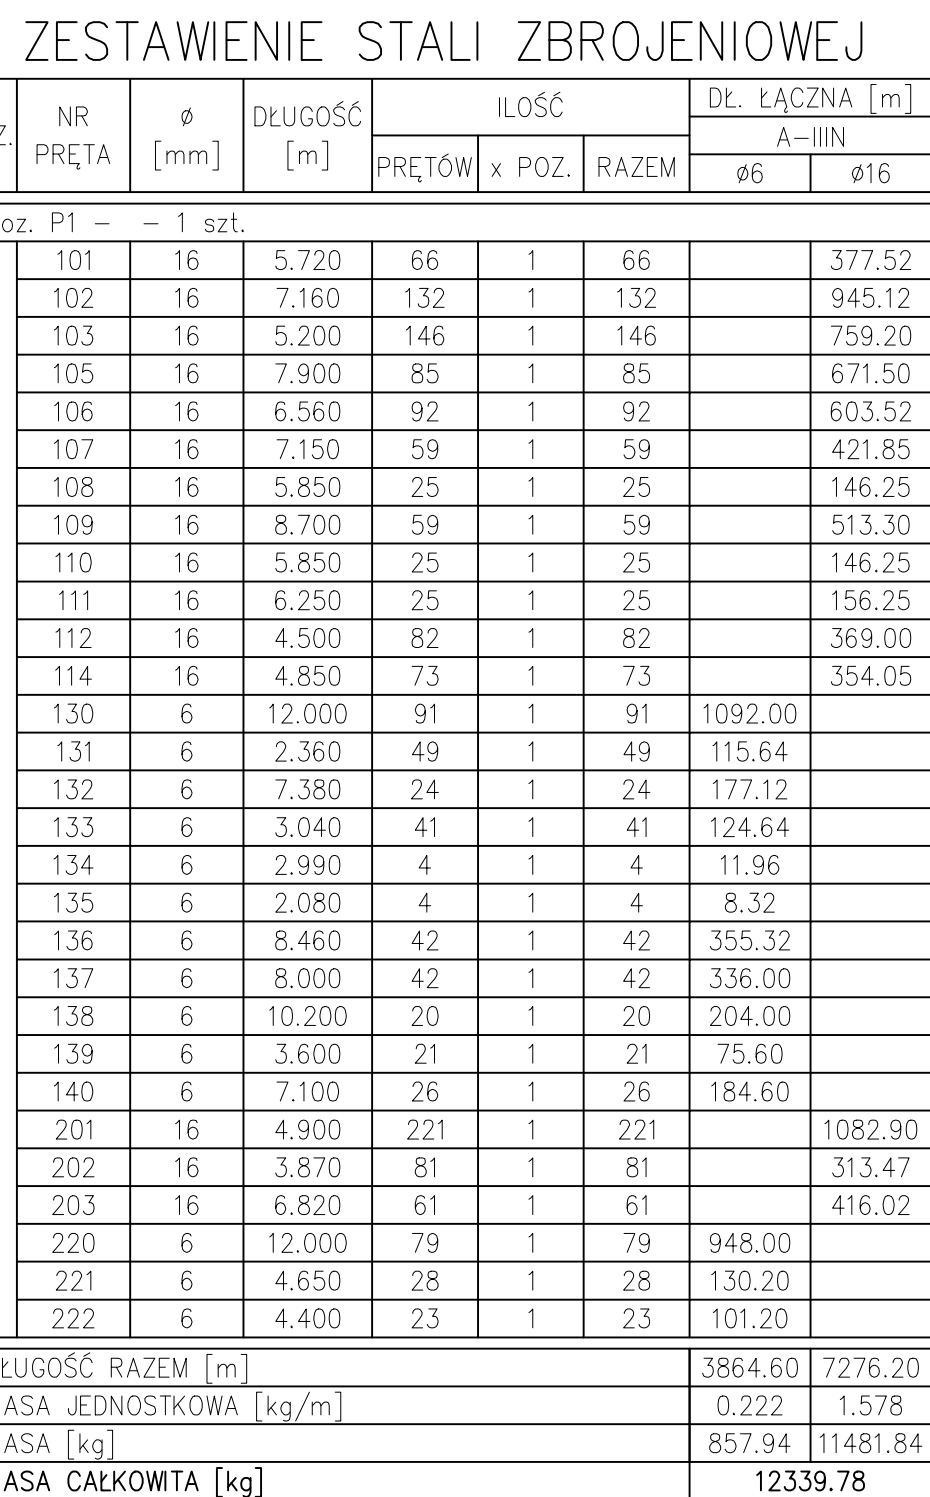 ZESTAWIENIE STALI ZBROJENIOWEJ
Z. NR PRĘTA ø [mm] DŁUGOŚĆ [m] ILOŚĆ DŁ. ŁĄCZNA [m]
A-IIIN
PRĘTÓW x POZ. RAZEM ø6 ø16
oz. P1 - - 1 szt.
101 16 5.720 66 1 66 377.52
102 16 7.160 132 1 132 945.12
103 16 5.200 146 1 146 759.20
105 16 7.900 85 1 85 671.50
106 16 6.560 92 1 92 603.52
107 16 7.150 59 1 59 421.85
108 16 5.850 25 1 25 146.25
109 16 8.700 59 1 59 513.30
110 16 5.850 25 1 25 146.25
111 16 6.250 25 1 25 156.25
112 16 4.500 82 1 82 369.00
114 16 4.850 73 1 73 354.05
130 6 12.000 91 1 91 1092.00
131 6 2.360 49 1 49 115.64
132 6 7.380 24 1 24 177.12
133 6 3.040 41 1 41 124.64
134 6 2.990 4 1 4 11.96
135 6 2.080 4 1 4 8.32
136 6 8.460 42 1 42 355.32
137 6 8.000 42 1 42 336.00
138 6 10.200 20 1 20 204.00
139 6 3.600 21 1 21 75.60
140 6 7.100 26 1 26 184.60
201 16 4.900 221 1 221 1082.90
202 16 3.870 81 1 81 313.47
203 16 6.820 61 1 61 416.02
220 6 12.000 79 1 79 948.00
221 6 4.650 28 1 28 130.20
222 6 4.400 23 1 23 101.20
ŁUGOŚĆ RAZEM [m] 3864.60 7276.20
ASA JEDNOSTKOWA [kg/m] 0.222 1.578
ASA [kg] 857.94 11481.84
ASA CAŁKOWITA [kg] 12339.78